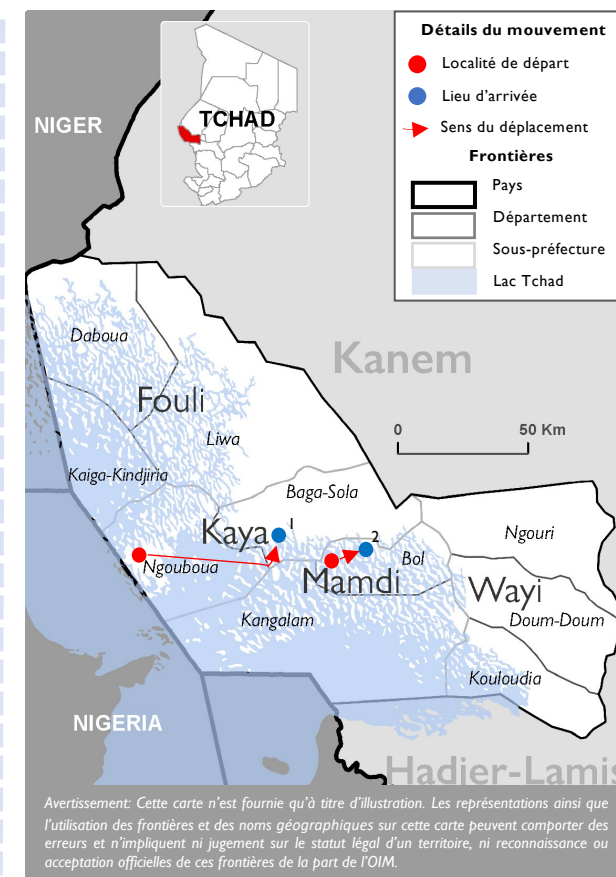 Détails du mouvement
Localité de départ
Lieu d'arrivée
Sens du déplacement
Frontières
Pays
Département
Sous-préfecture
Lac Tchad
NIGER
TCHAD
Kanem
Daboua
Fouli
Liwa
0 50 Km
Kaiga-Kindjiria
Baga-Sola
Ngouri
Kaya
1
2
Bol
Ngouboua
Mamdi
Wayi
Kangalam
Doum-Doum
Kouloudia
NIGERIA
Hadjer-Lamis
Avertissement: Cette carte n'est fournie qu'à titre d'illustration. Les représentations ainsi que
l'utilisation des frontières et des noms géographiques sur cette carte peuvent comporter des
erreurs et n'impliquent ni jugement sur le statut légal d'un territoire, ni reconnaissance ou
acceptation officielles de ces frontières de la part de l'OIM.